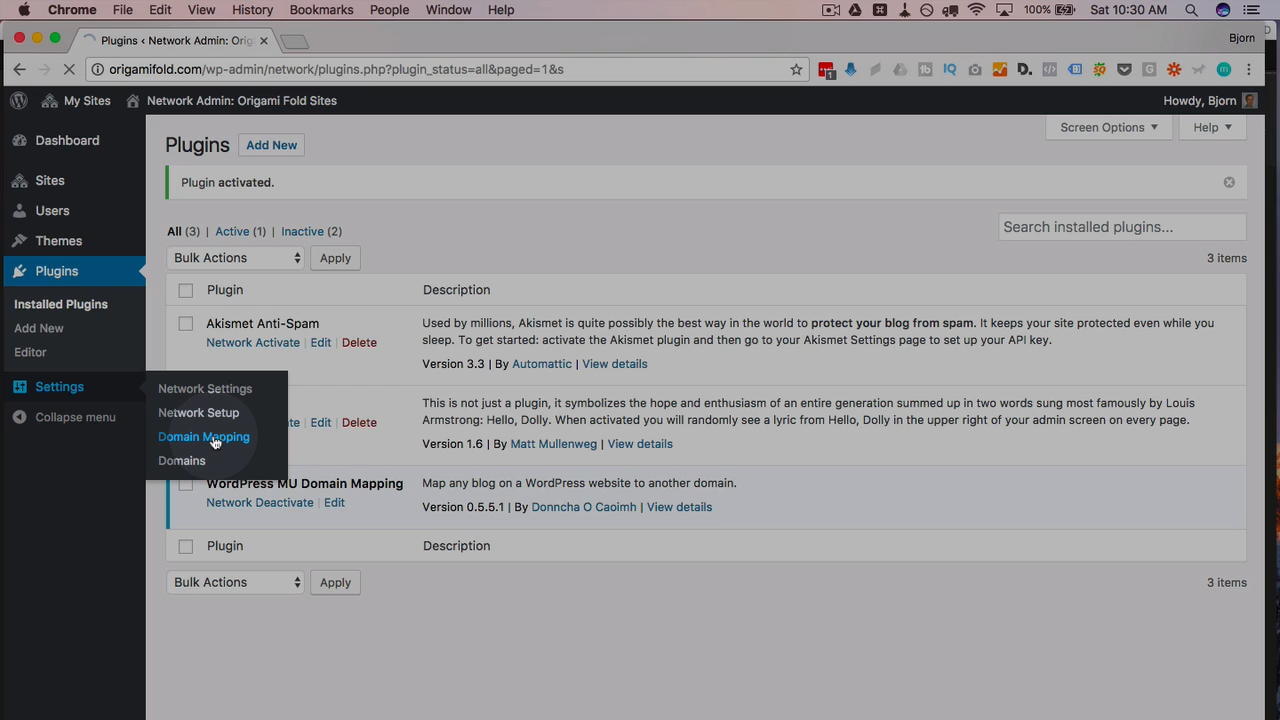 Chrome File Edit View History Bookmarks People Window Help 100% Sat 10:30 AM
Plugins ‹ Network Admin: Orig Bjorn
origamifold.com/wp-admin/network/plugins.php?plugin_status=all&paged=1&s
My Sites Network Admin: Origami Fold Sites Howdy, Bjorn
Dashboard
Sites
Users
Themes
Plugins
Installed Plugins
Add New
Editor
Settings
Collapse menu
Network Settings
Network Setup
Domain Mapping
Domains
Screen Options Help
Plugins Add New
Plugin activated.
All (3) | Active (1) | Inactive (2)
Search installed plugins...
Bulk Actions Apply 3 items
Plugin Description
Akismet Anti-Spam
Network Activate | Edit | Delete
Used by millions, Akismet is quite possibly the best way in the world to protect your blog from spam. It keeps your site protected even while you
sleep. To get started: activate the Akismet plugin and then go to your Akismet Settings page to set up your API key.
Version 3.3 | By Automattic | View details
| Edit | Delete
This is not just a plugin, it symbolizes the hope and enthusiasm of an entire generation summed up in two words sung most famously by Louis
Armstrong: Hello, Dolly. When activated you will randomly see a lyric from Hello, Dolly in the upper right of your admin screen on every page.
Version 1.6 | By Matt Mullenweg | View details
WordPress MU Domain Mapping
Network Deactivate | Edit
Map any blog on a WordPress website to another domain.
Version 0.5.5.1 | By Donncha O Caoimh | View details
Plugin Description
Bulk Actions Apply 3 items